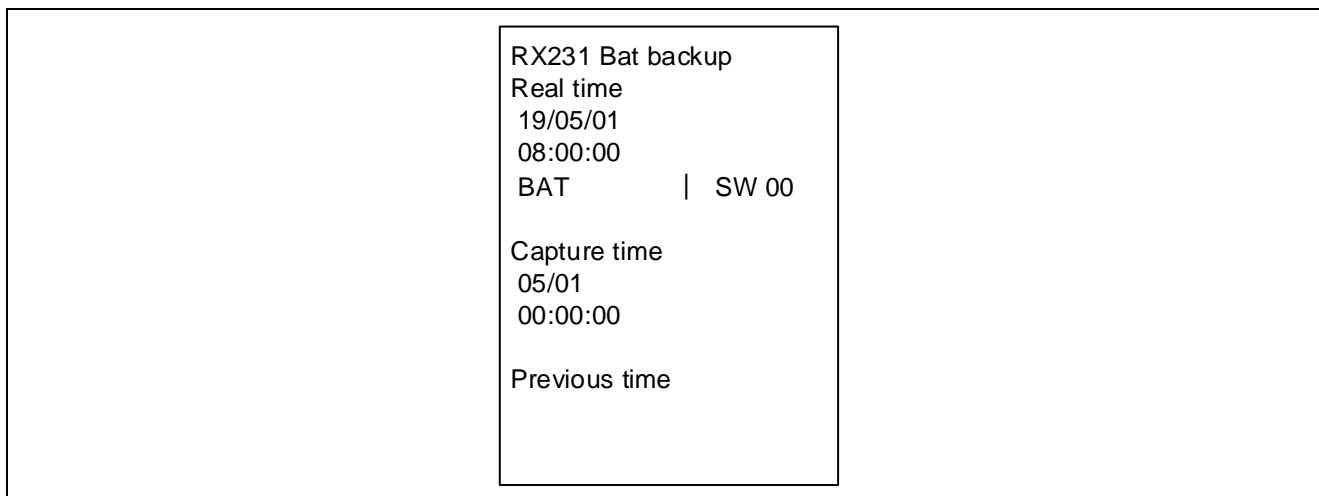 RX231 Bat backup
Real time
19/05/01
08:00:00
BAT | SW 00
Capture time
05/01
00:00:00
Previous time